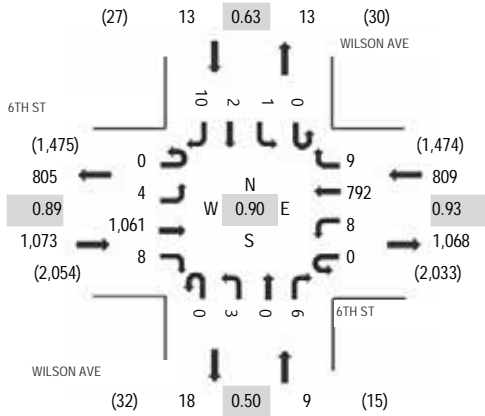 (27) 13 0.63 13 (30)
WILSON AVE
6TH ST
10 2 1 0
(1,475) (1,474)
805 0 9 809
4 N 792
0.89 W 0.90 E 0.93
1,073 1,061 S 8 1,068
8 0
(2,054) (2,033)
0 3 0 6
6TH ST
WILSON AVE
(32) 18 0.50 9 (15)